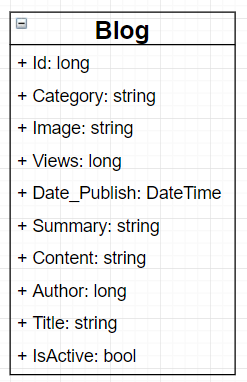 Blog
+ Id: long
+ Category: string
+ Image: string
+ Views: long
+ Date_Publish: DateTime
+ Summary: string
+ Content: string
+ Author: long
+ Title: string
+ IsActive: bool